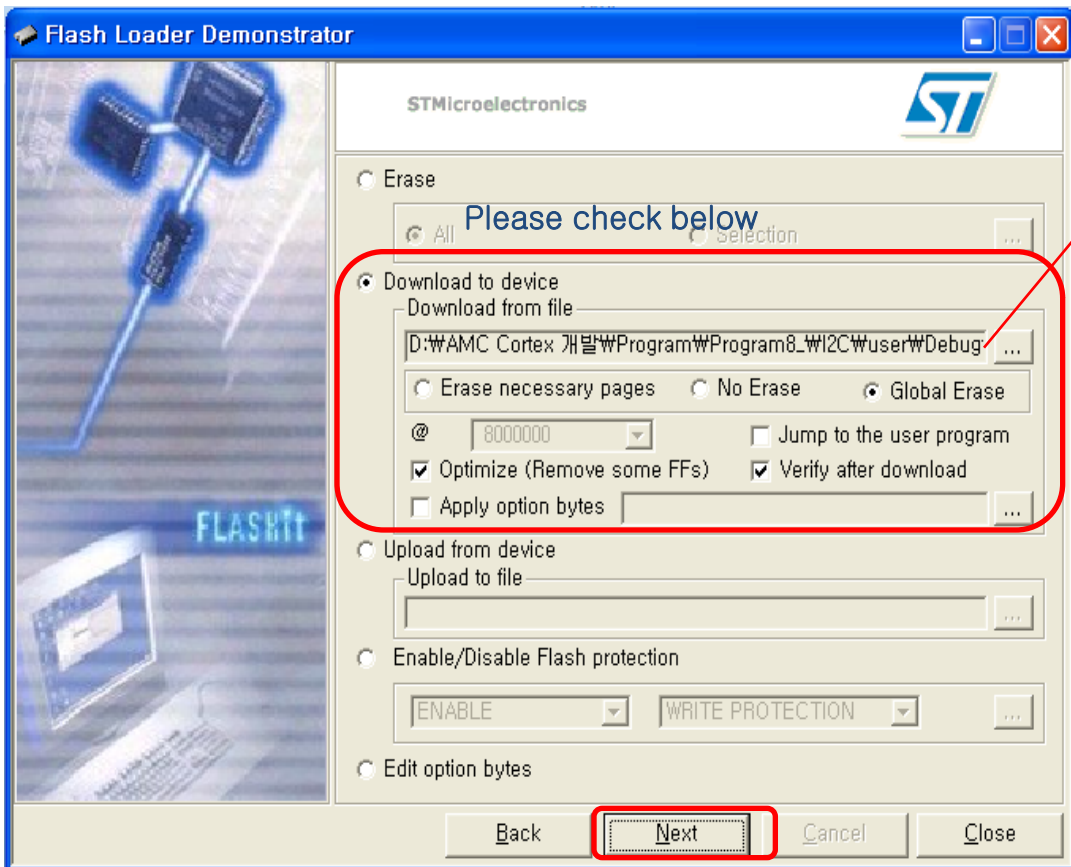 Flash Loader Demonstrator
STMicroelectronics
ST
Erase
Please check below
All Selection ...
Download to device
Download from file
D:₩AMC Cortex 개발₩Program₩Program8_₩I2C₩user₩Debug ...
Erase necessary pages No Erase Global Erase
@ 8000000 Jump to the user program
Optimize (Remove some FFs) Verify after download
Apply option bytes ...
FLASHIt
Upload from device
Upload to file
...
Enable/Disable Flash protection
ENABLE WRITE PROTECTION ...
Edit option bytes
Back Next Cancel Close